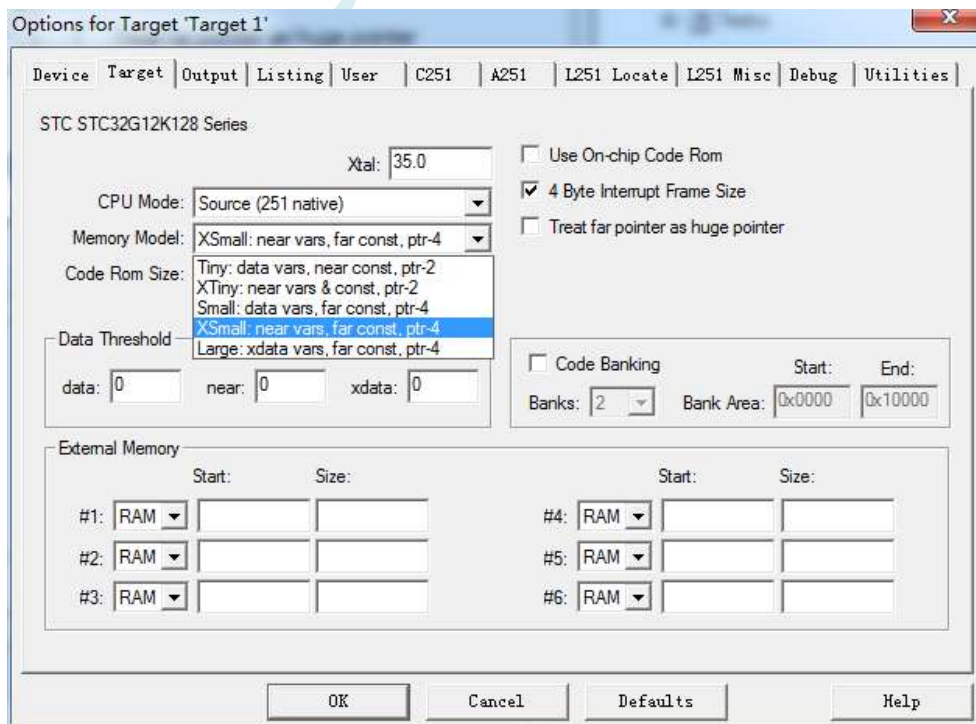 Options for Target 'Target 1'
Device Target Output Listing User C251 A251 L251 Locate L251 Misc Debug Utilities
STC STC32G12K128 Series
Xtal: 35.0
CPU Mode: Source (251 native)
Memory Model: XSmall: near vars, far const, ptr-4
Code Rom Size:
Tiny: data vars, near const, ptr-2
XTiny: near vars & const, ptr-2
Small: data vars, far const, ptr-4
XSmall: near vars, far const, ptr-4
Large: xdata vars, far const, ptr-4
Use On-chip Code Rom
4 Byte Interrupt Frame Size
Treat far pointer as huge pointer
Data Threshold
data: 0 near: 0 xdata: 0
Code Banking Start: End:
Banks: 2 Bank Area: 0x0000 0x10000
External Memory
Start: Size: Start: Size:
#1: RAM #4: RAM
#2: RAM #5: RAM
#3: RAM #6: RAM
OK Cancel Defaults Help